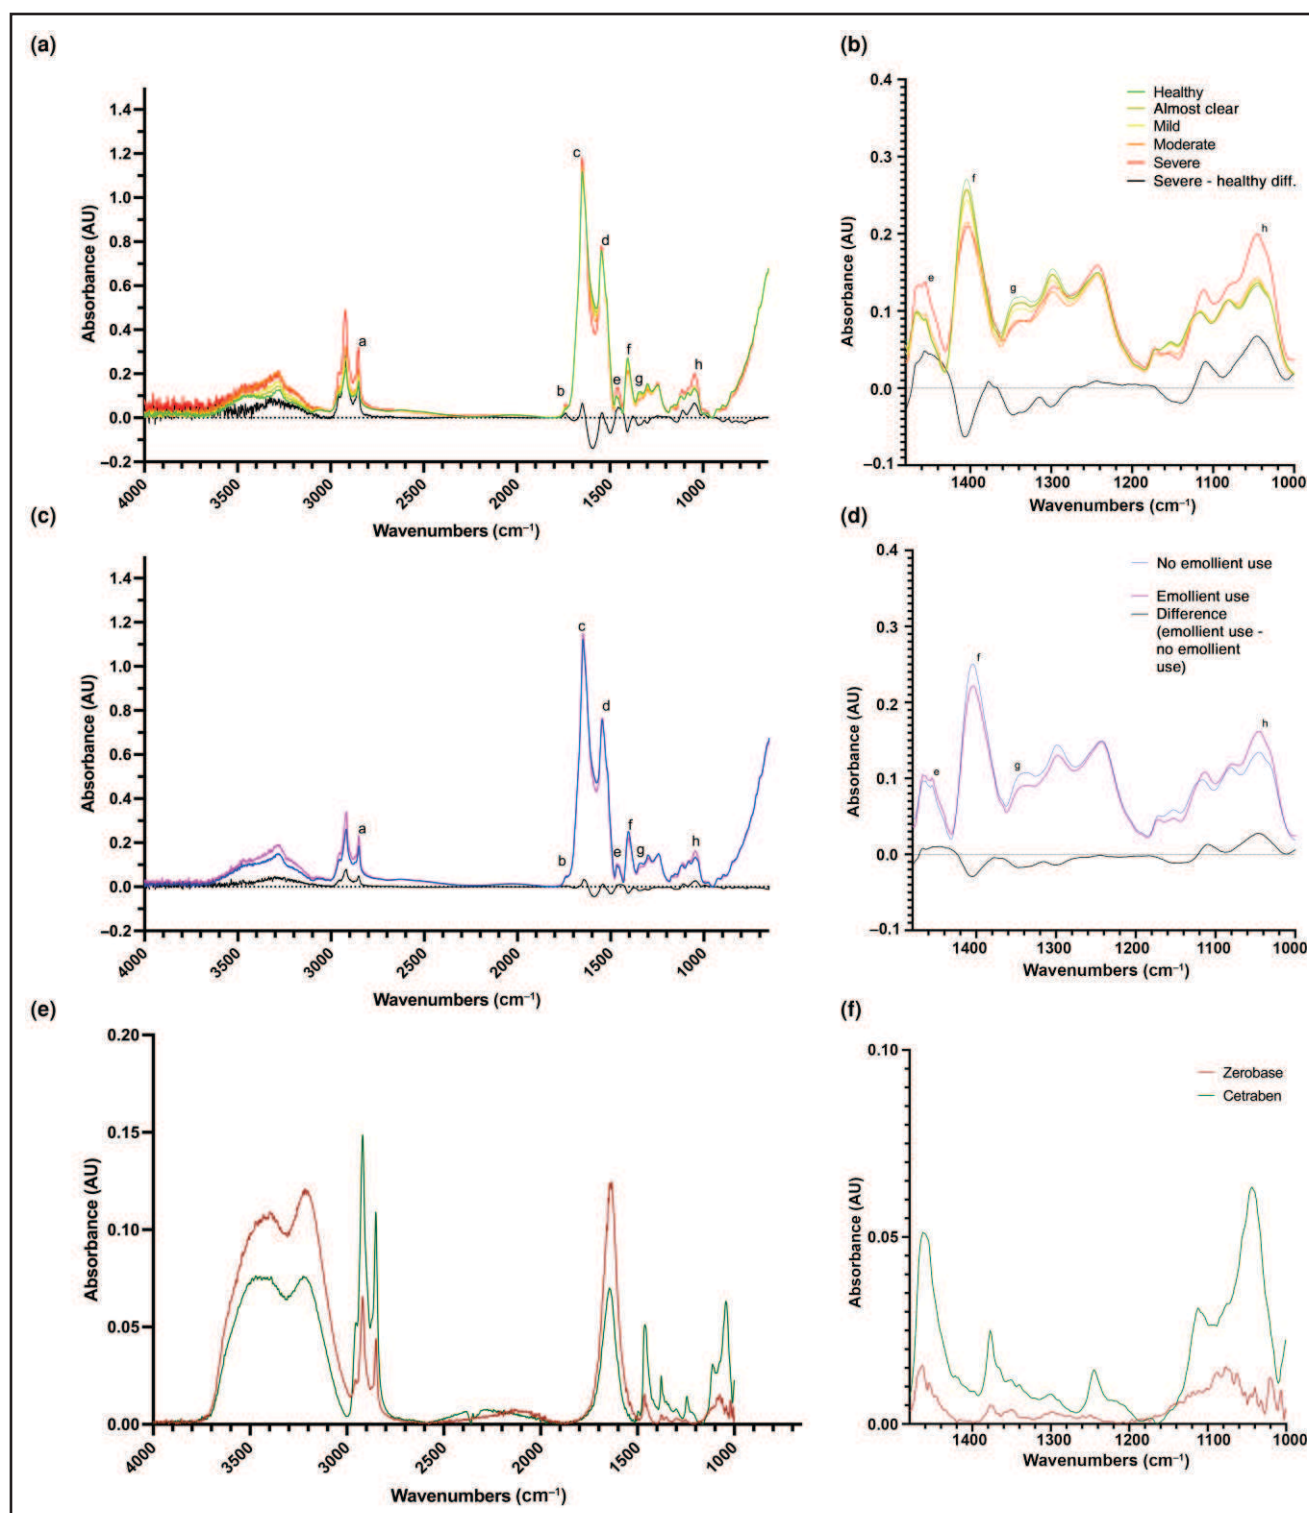 (a)
1.4
1.2
1.0
0.8
0.6
0.4
0.2
0.0
–0.2
Absorbance (AU)
a
b
c
d
e
f
g
h
4000
3500
3000
2500
2000
1500
1000
Wavenumbers (cm⁻¹)
(b)
0.4
0.3
0.2
0.1
0.0
–0.1
Absorbance (AU)
Healthy
Almost clear
Mild
Moderate
Severe
Severe - healthy diff.
e
f
g
h
1400
1300
1200
1100
1000
Wavenumbers (cm⁻¹)
(c)
1.4
1.2
1.0
0.8
0.6
0.4
0.2
0.0
–0.2
Absorbance (AU)
a
b
c
d
e
f
g
h
4000
3500
3000
2500
2000
1500
1000
Wavenumbers (cm⁻¹)
(d)
0.4
0.3
0.2
0.1
0.0
–0.1
Absorbance (AU)
No emollient use
Emollient use
Difference
(emollient use -
no emollient
use)
e
f
g
h
1400
1300
1200
1100
1000
Wavenumbers (cm⁻¹)
(e)
0.20
0.15
0.10
0.05
0.00
Absorbance (AU)
4000
3500
3000
2500
2000
1500
1000
Wavenumbers (cm⁻¹)
(f)
0.10
0.05
0.00
Absorbance (AU)
Zerobase
Cetraben
1400
1300
1200
1100
1000
Wavenumbers (cm⁻¹)